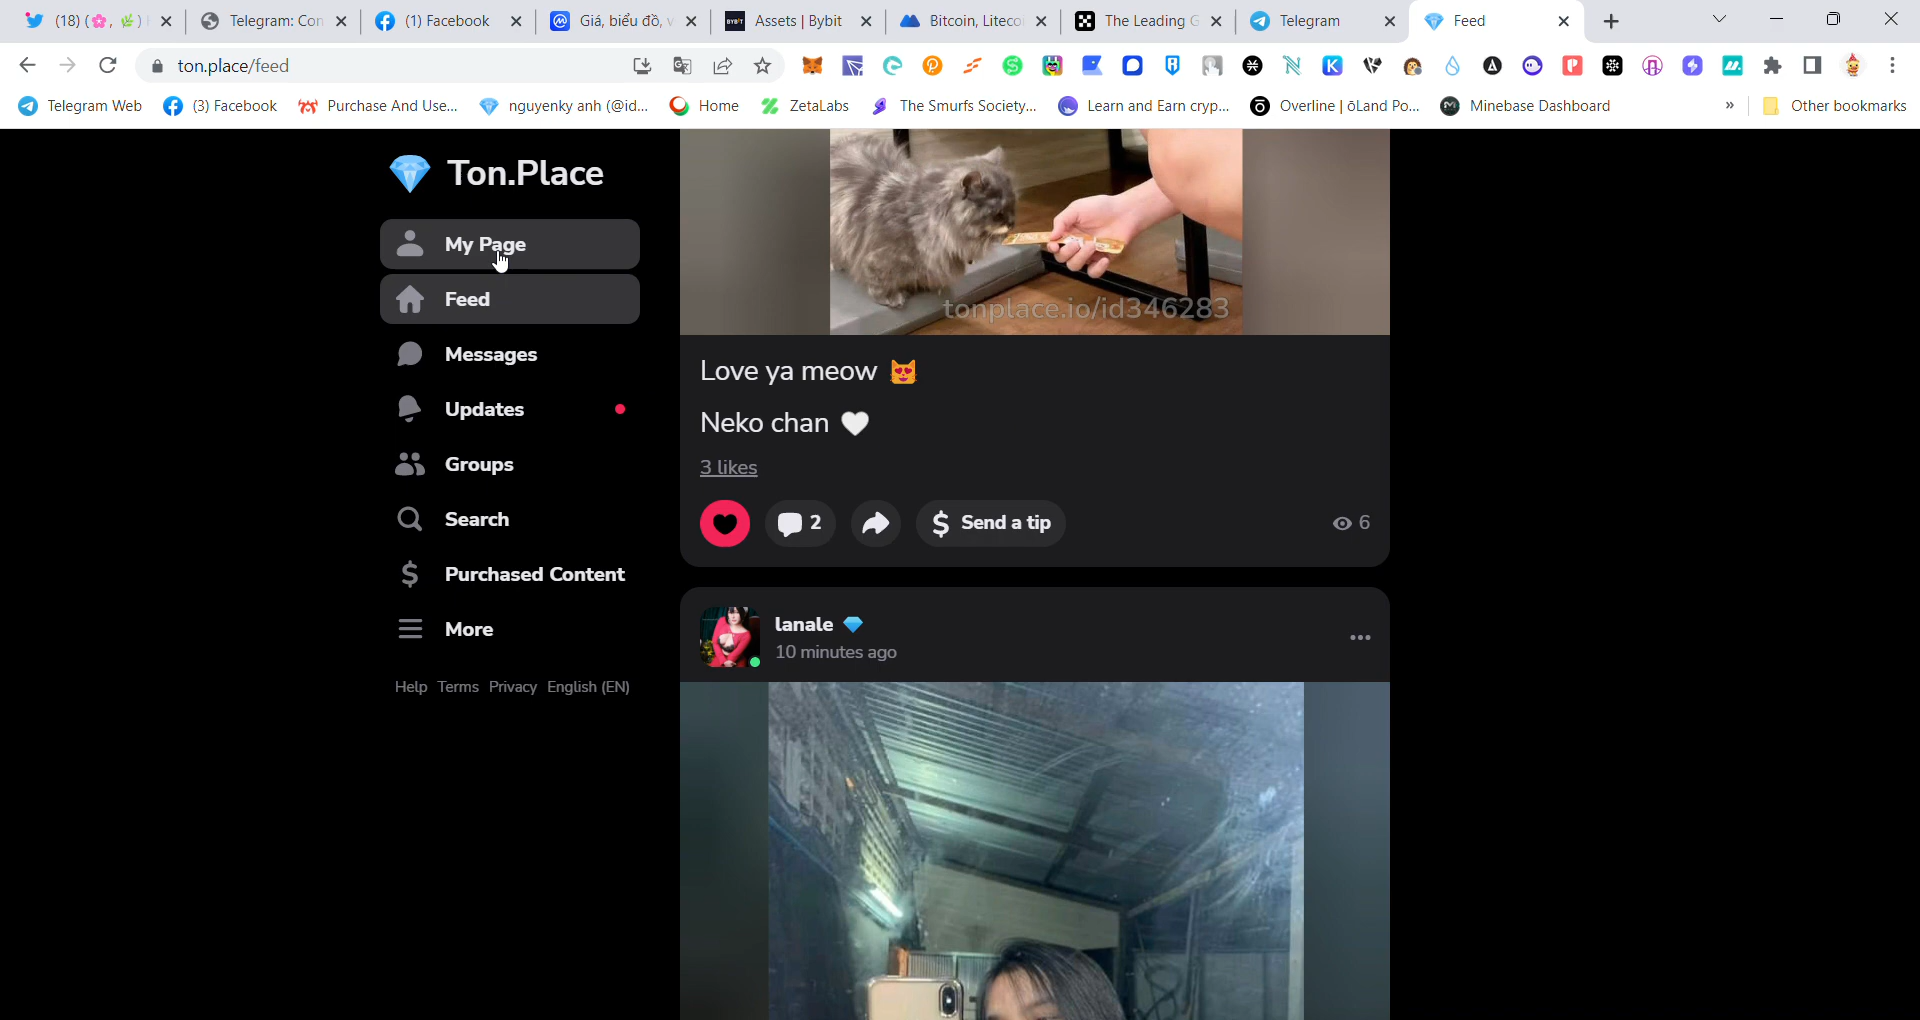 (18) (🌸, 🌿)
Telegram: Con
(1) Facebook
Giá, biểu đồ, v
BYBIT Assets | Bybit
Bitcoin, Liteco
The Leading G
Telegram
Feed
ton.place/feed
Telegram Web
(3) Facebook
Purchase And Use...
nguyenky anh (@id...
Home
ZetaLabs
The Smurfs Society...
Learn and Earn cryp...
Overline | ōLand Po...
Minebase Dashboard
»
Other bookmarks
Ton.Place
My Page
Feed
Messages
Updates
Groups
Search
Purchased Content
More
Help Terms Privacy English (EN)
tonplace.io/id346283
Love ya meow 😻
Neko chan 🤍
3 likes
2
$ Send a tip
6
lanale 💎
10 minutes ago